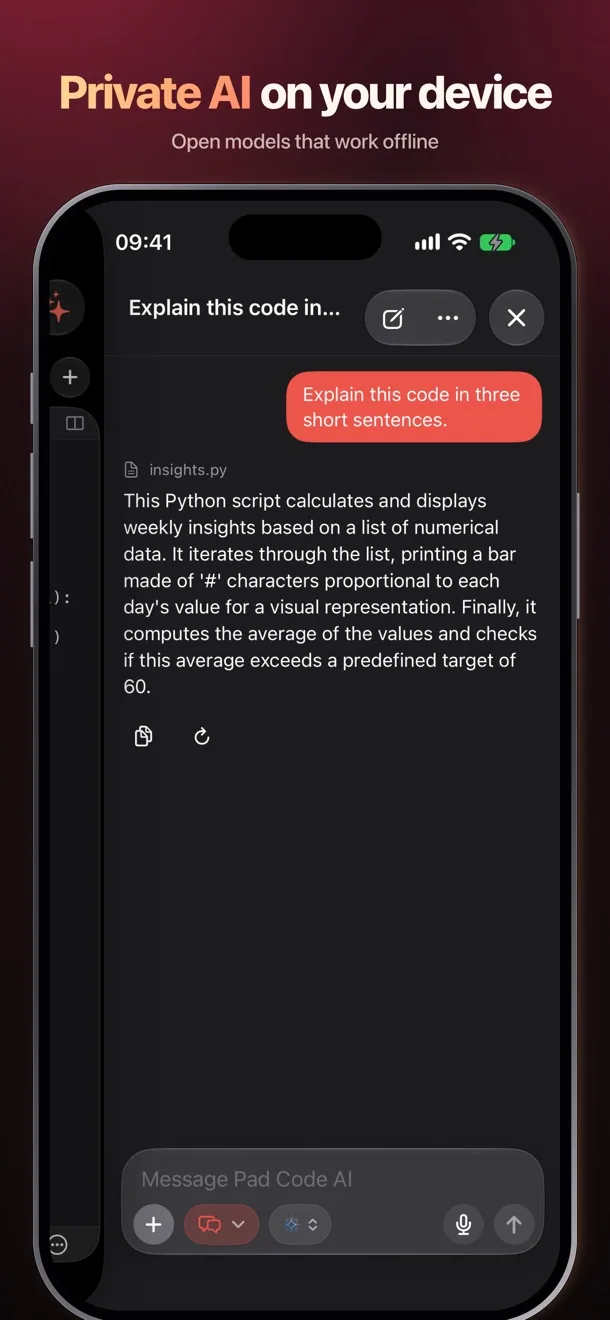 Private AI on your device
Open models that work offline
09:41
Explain this code in...
Explain this code in three
short sentences.
insights.py
This Python script calculates and displays
weekly insights based on a list of numerical
data. It iterates through the list, printing a bar
made of '#' characters proportional to each
day's value for a visual representation. Finally, it
computes the average of the values and checks
if this average exceeds a predefined target of
60.
):
)
Message Pad Code AI